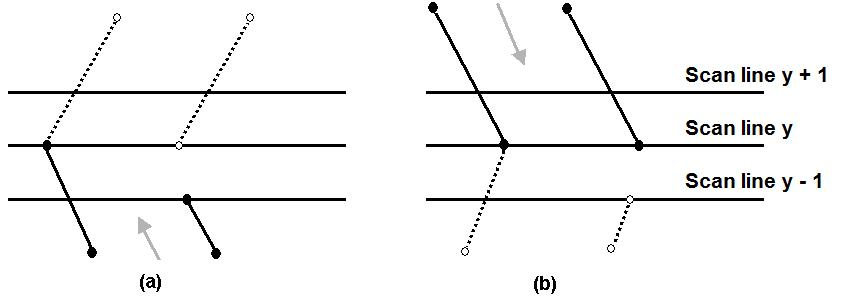 Scan line y + 1
Scan line y
Scan line y - 1
(a)
(b)